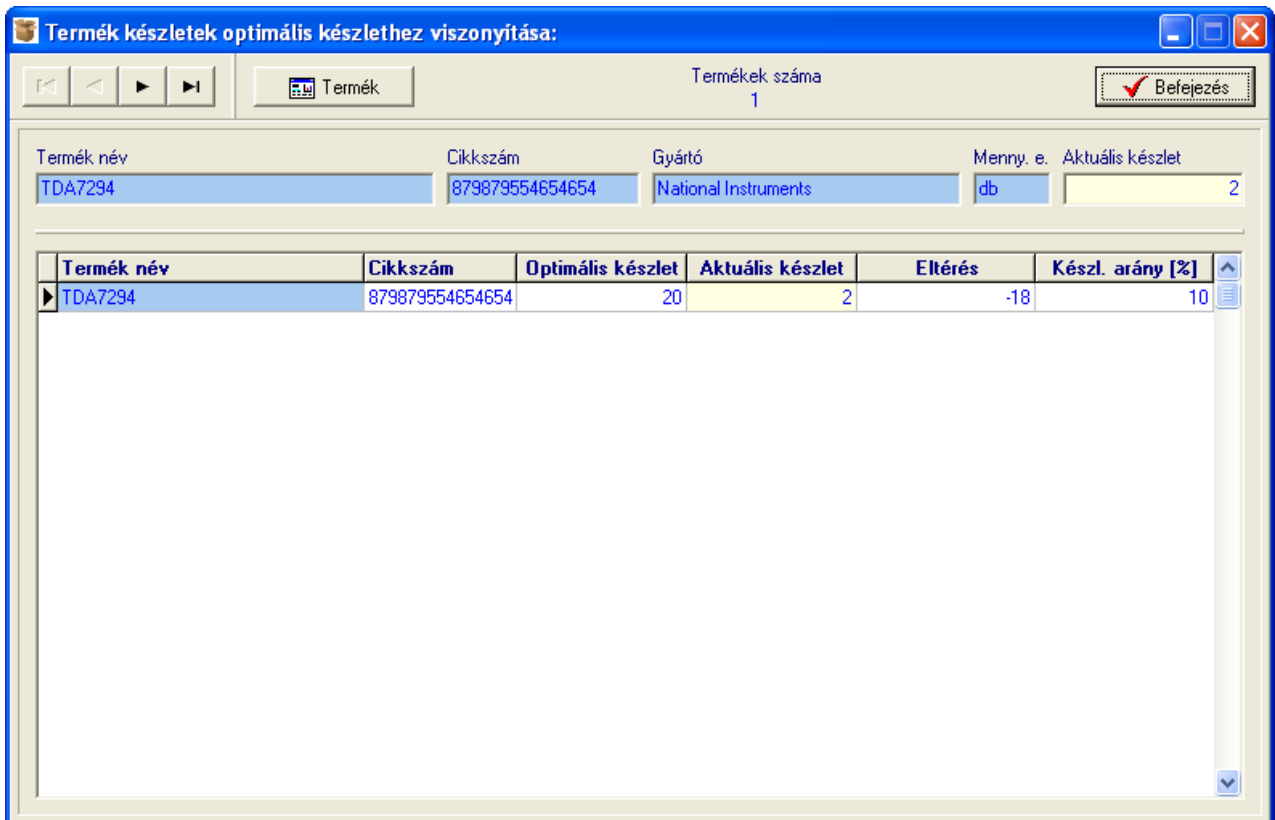 Termék készletek optimális készlethez viszonyítása:
Termék
Termékek száma
1
Befejezés
Termék név Cikkszám Gyártó Menny. e. Aktuális készlet
TDA7294 879879554654654 National Instruments db 2
Termék név Cikkszám Optimális készlet Aktuális készlet Eltérés Készl. arány [%]
TDA7294 879879554654654 20 2 -18 10